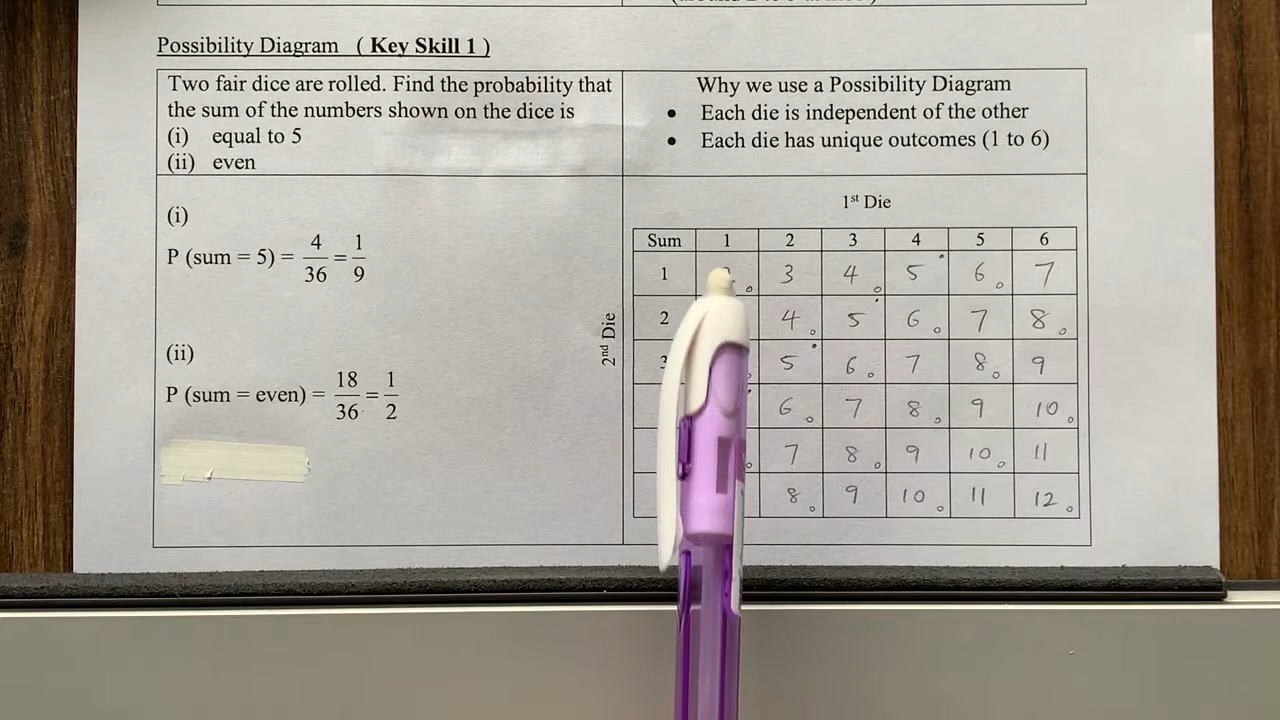 Possibility Diagram ( Key Skill 1 )
Two fair dice are rolled. Find the probability that
the sum of the numbers shown on the dice is
(i) equal to 5
(ii) even
Why we use a Possibility Diagram
• Each die is independent of the other
• Each die has unique outcomes (1 to 6)
(i)
P (sum = 5) = 4/36 = 1/9
(ii)
P (sum = even) = 18/36 = 1/2
1st Die
2nd Die
Sum 1 2 3 4 5 6
1 3 4 5 6 7
2 4 5 6 7 8
5 6 7 8 9
6 7 8 9 10
7 8 9 10 11
8 9 10 11 12